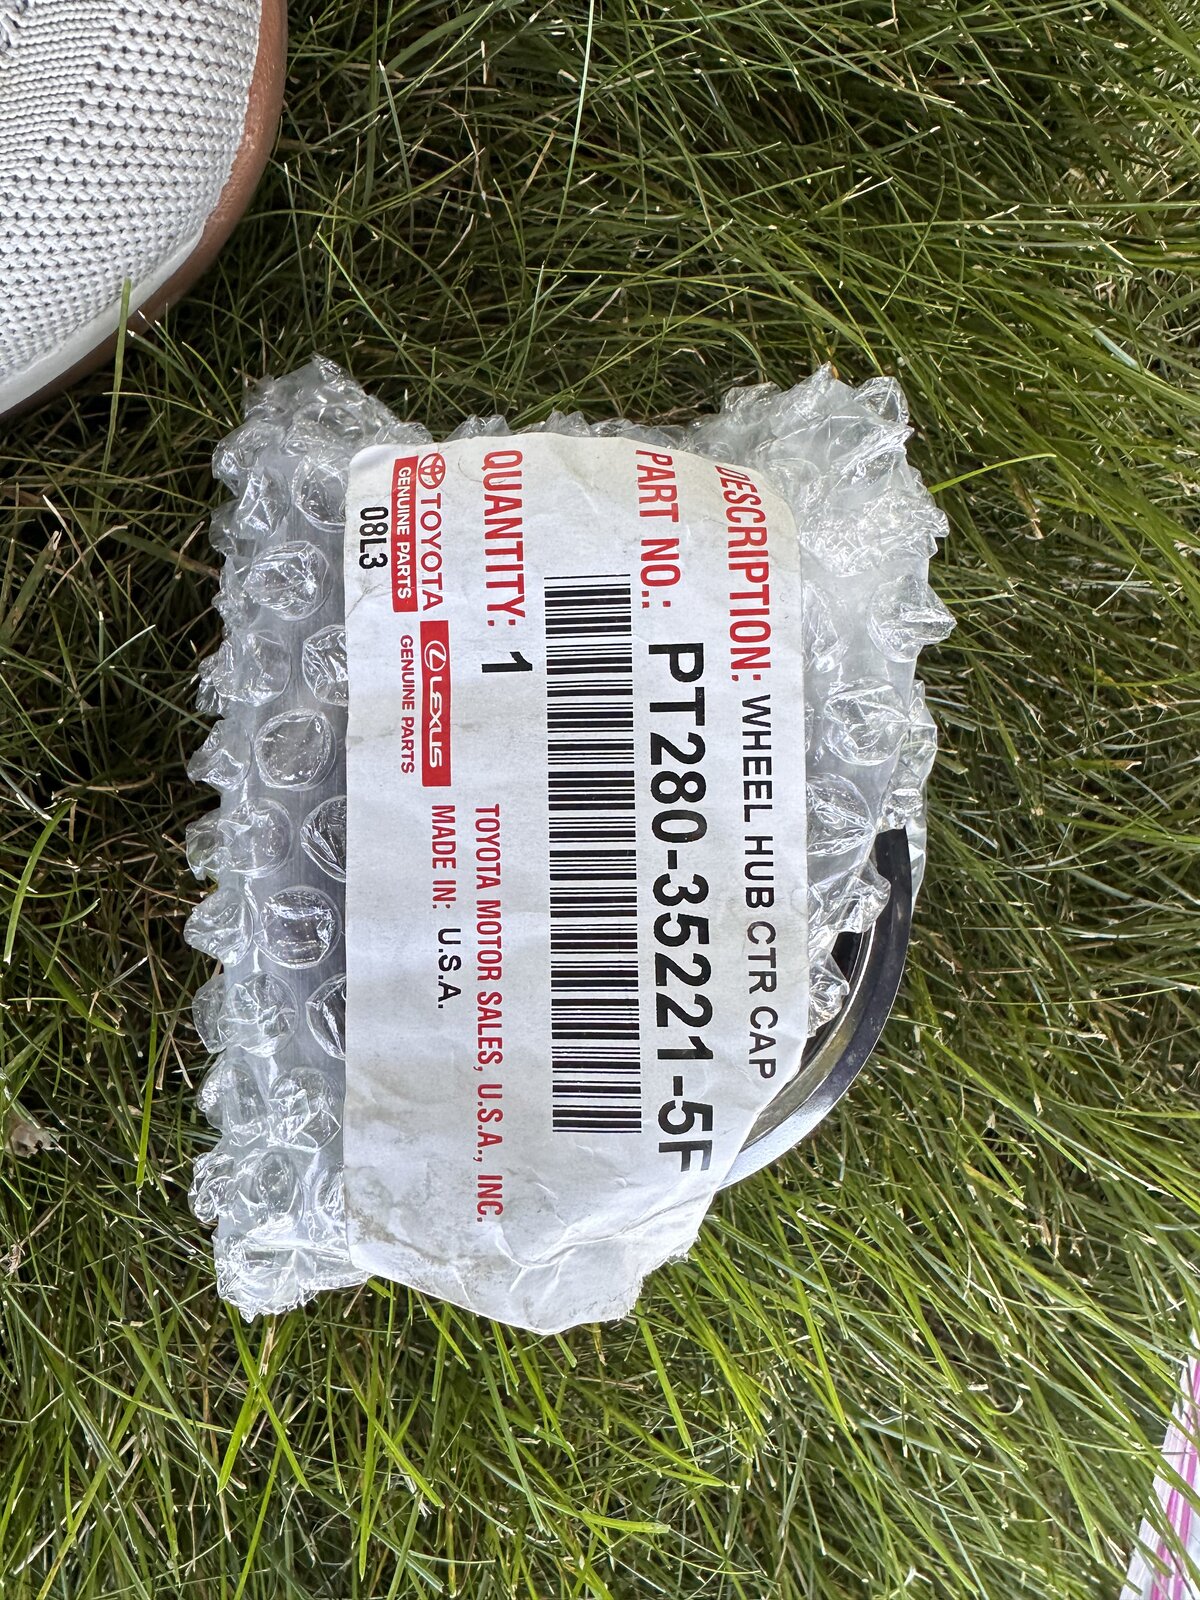 DESCRIPTION: WHEEL HUB CTR CAP
PART NO.: PT280-35221-5F
QUANTITY: 1
TOYOTA MOTOR SALES, U.S.A., INC.
TOYOTA
GENUINE PARTS
LEXUS
GENUINE PARTS
MADE IN: U.S.A.
08L3